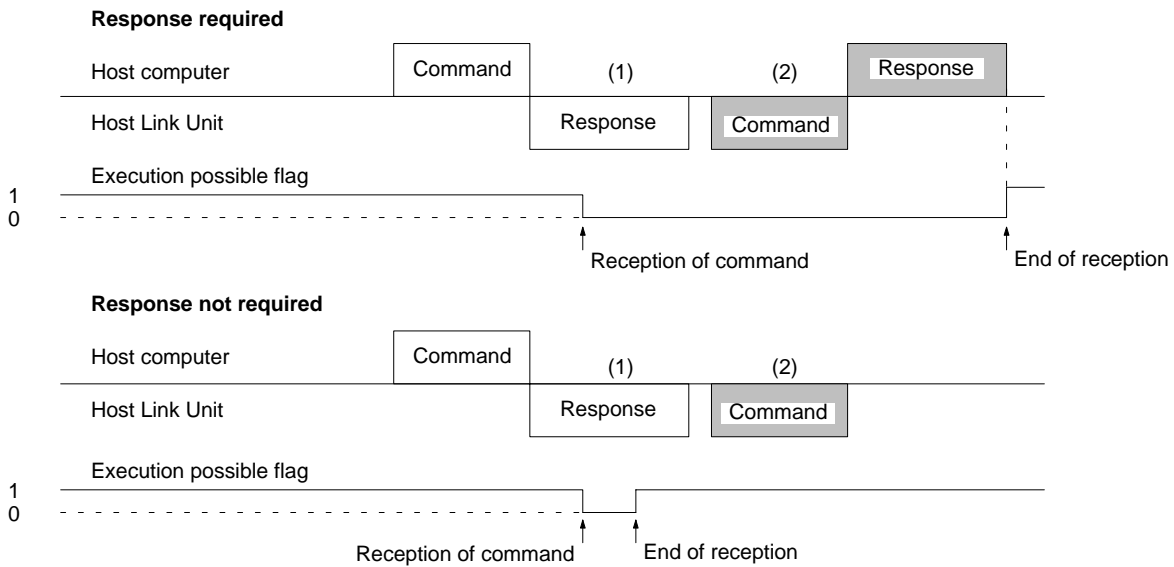 Response required
Host computer
Command
(1)
(2)
Response
Host Link Unit
Response
Command
Execution possible flag
1
0
Reception of command
End of reception
Response not required
Host computer
Command
(1)
(2)
Host Link Unit
Response
Command
Execution possible flag
1
0
Reception of command
End of reception